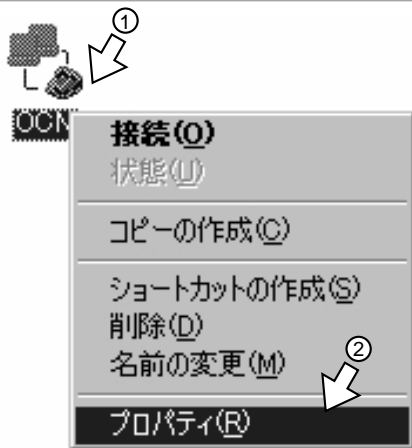 ①
OCN
接続(O)
状態(U)
コピーの作成(C)
ショートカットの作成(S)
削除(D)
名前の変更(M)
②
プロパティ(R)